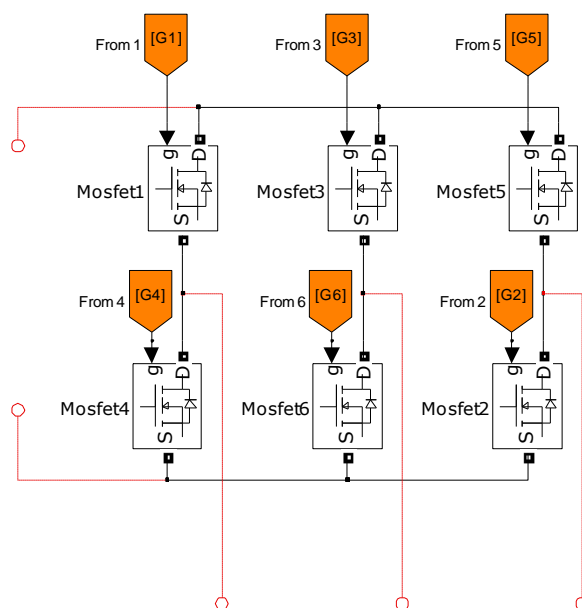 From 1 [G1] From 3 [G3] From 5 [G5]
g D g D g D
Mosfet1 Mosfet3 Mosfet5
S S S
From 4 [G4] From 6 [G6] From 2 [G2]
g D g D g D
Mosfet4 Mosfet6 Mosfet2
S S S